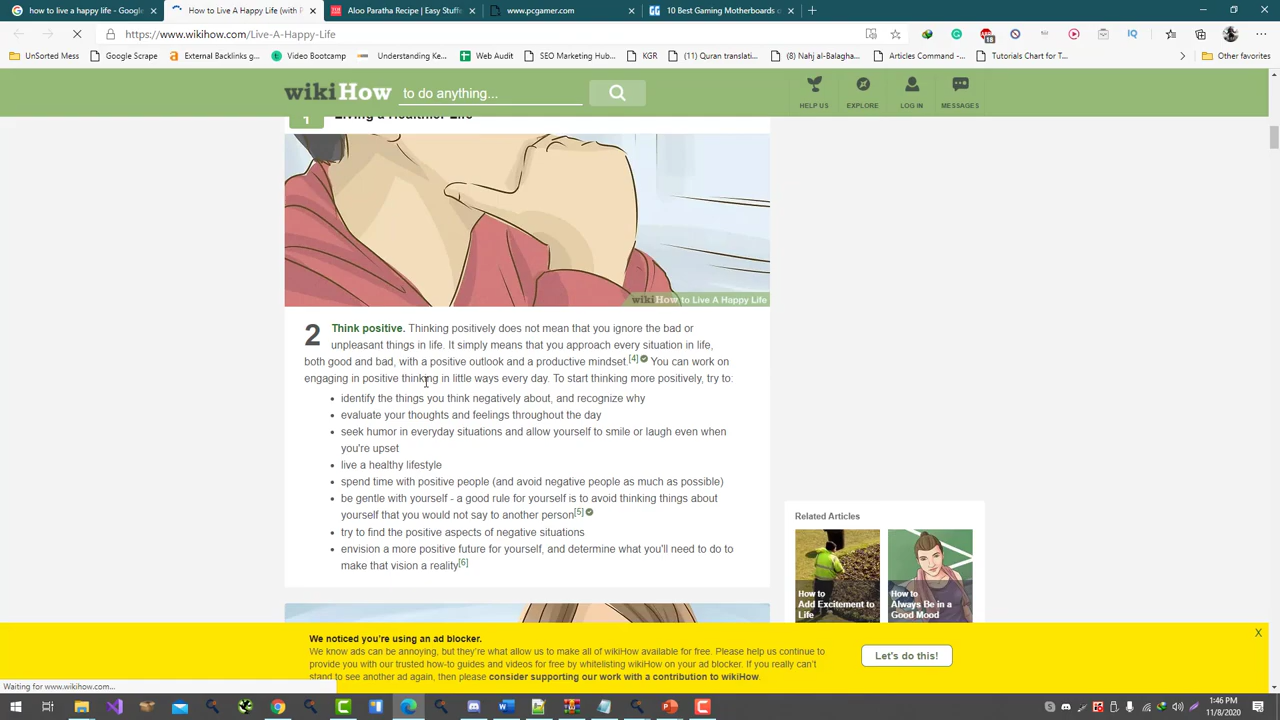 how to live a happy life - Google
How to Live A Happy Life (with P
Aloo Paratha Recipe | Easy Stuffe
www.pcgamer.com
10 Best Gaming Motherboards o
https://www.wikihow.com/Live-A-Happy-Life
18
UnSorted Mess
Google Scrape
External Backlinks g...
Video Bootcamp
Understanding Ke...
Web Audit
SEO Marketing Hub...
KGR
(11) Quran translati...
(8) Nahj al-Balagha...
Articles Command -...
Tutorials Chart for T...
Other favorites
wikiHow
to do anything...
HELP US
EXPLORE
LOG IN
MESSAGES
1
Living a Healthier Life
wikiHow to Live A Happy Life
2 Think positive. Thinking positively does not mean that you ignore the bad or
unpleasant things in life. It simply means that you approach every situation in life,
both good and bad, with a positive outlook and a productive mindset.[4] You can work on
engaging in positive thinking in little ways every day. To start thinking more positively, try to:
identify the things you think negatively about, and recognize why
evaluate your thoughts and feelings throughout the day
seek humor in everyday situations and allow yourself to smile or laugh even when
you're upset
live a healthy lifestyle
spend time with positive people (and avoid negative people as much as possible)
be gentle with yourself - a good rule for yourself is to avoid thinking things about
yourself that you would not say to another person[5]
try to find the positive aspects of negative situations
envision a more positive future for yourself, and determine what you'll need to do to
make that vision a reality[6]
Related Articles
How to
Add Excitement to
Life
How to
Always Be in a
Good Mood
We noticed you're using an ad blocker.
We know ads can be annoying, but they're what allow us to make all of wikiHow available for free. Please help us continue to
provide you with our trusted how-to guides and videos for free by whitelisting wikiHow on your ad blocker. If you really can't
stand to see another ad again, then please consider supporting our work with a contribution to wikiHow.
Let's do this!
X
Waiting for www.wikihow.com...
1:46 PM
11/8/2020